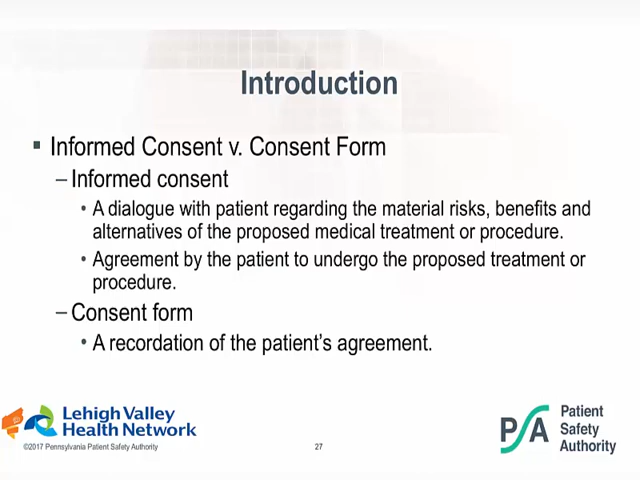 Introduction
▪ Informed Consent v. Consent Form
– Informed consent
• A dialogue with patient regarding the material risks, benefits and
alternatives of the proposed medical treatment or procedure.
• Agreement by the patient to undergo the proposed treatment or
procedure.
– Consent form
• A recordation of the patient's agreement.
Lehigh Valley
Health Network
©2017 Pennsylvania Patient Safety Authority
27
PSA
Patient
Safety
Authority